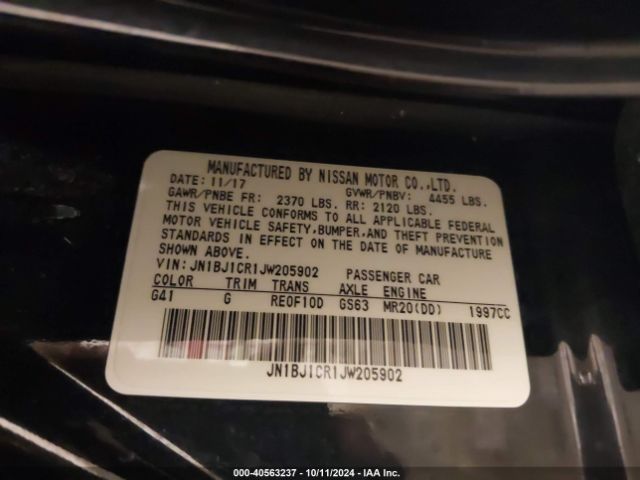 MANUFACTURED BY NISSAN MOTOR CO.,LTD.
DATE: 11/17 GVWR/PNBV: 4455 LBS.
GAWR/PNBE FR: 2370 LBS. RR: 2120 LBS.
THIS VEHICLE CONFORMS TO ALL APPLICABLE FEDERAL
MOTOR VEHICLE SAFETY,BUMPER,AND THEFT PREVENTION
STANDARDS IN EFFECT ON THE DATE OF MANUFACTURE
SHOWN ABOVE.
VIN: JN1BJ1CR1JW205902 PASSENGER CAR
COLOR TRIM TRANS AXLE ENGINE
G41 G RE0F10D GS63 MR20(DD) 1997CC
JN1BJ1CR1JW205902
000-40563237 - 10/11/2024 - IAA Inc.